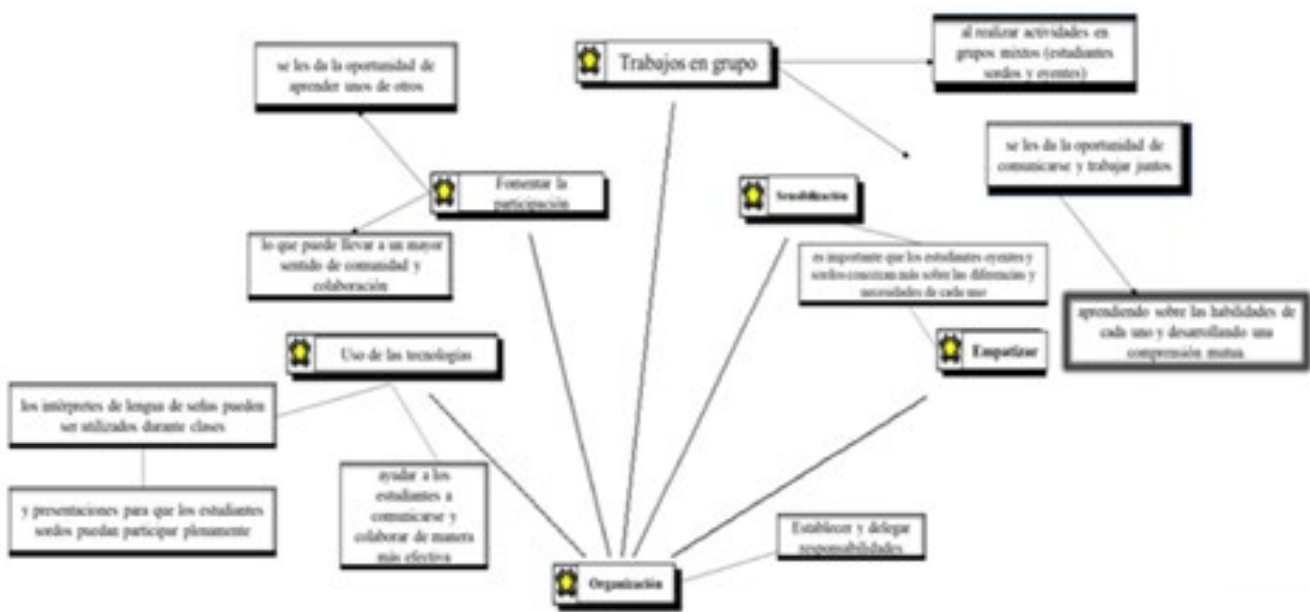 Trabajos en grupo
al realizar actividades en
grupos mixtos (estudiantes
sordos y oyentes)
se les da la oportunidad de
aprender unos de otros
se les da la oportunidad de
comunicarse y trabajar juntos
Fomentar la
participación
Sensibilización
lo que puede llevar a un mayor
sentido de comunidad y
colaboración
es importante que los estudiantes oyentes y
sordos conozcan más sobre las diferencias y
necesidades de cada uno
aprendiendo sobre las habilidades de
cada uno y desarrollando una
comprensión mutua.
Uso de las tecnologías
Empatizar
los intérpretes de lengua de señas pueden
ser utilizados durante clases
ayudar a los
estudiantes a
comunicarse y
colaborar de manera
más efectiva
y presentaciones para que los estudiantes
sordos puedan participar plenamente
Establecer y delegar
responsabilidades
Organización